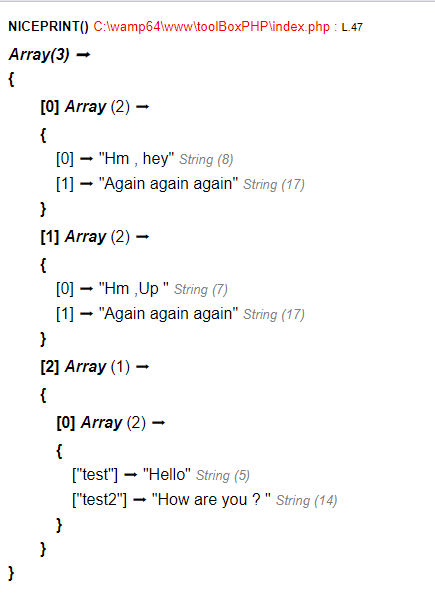 NICEPRINT() C:\wamp64\www\toolBoxPHP\index.php : L.47
Array(3) ➞
{
[0] Array (2) ➞
{
[0] ➞ "Hm , hey" String (8)
[1] ➞ "Again again again" String (17)
}
[1] Array (2) ➞
{
[0] ➞ "Hm ,Up " String (7)
[1] ➞ "Again again again" String (17)
}
[2] Array (1) ➞
{
[0] Array (2) ➞
{
["test"] ➞ "Hello" String (5)
["test2"] ➞ "How are you ? " String (14)
}
}
}